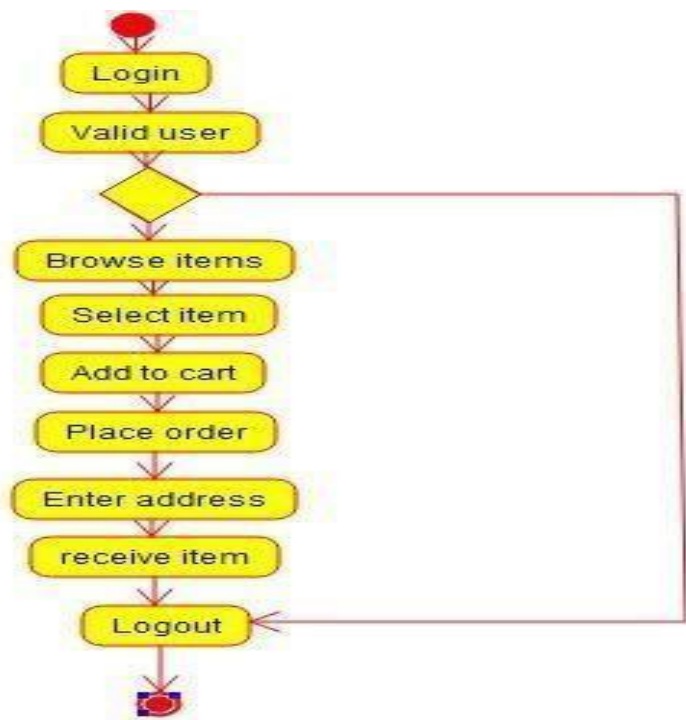 Login
Valid user
Browse items
Select item
Add to cart
Place order
Enter address
receive item
Logout